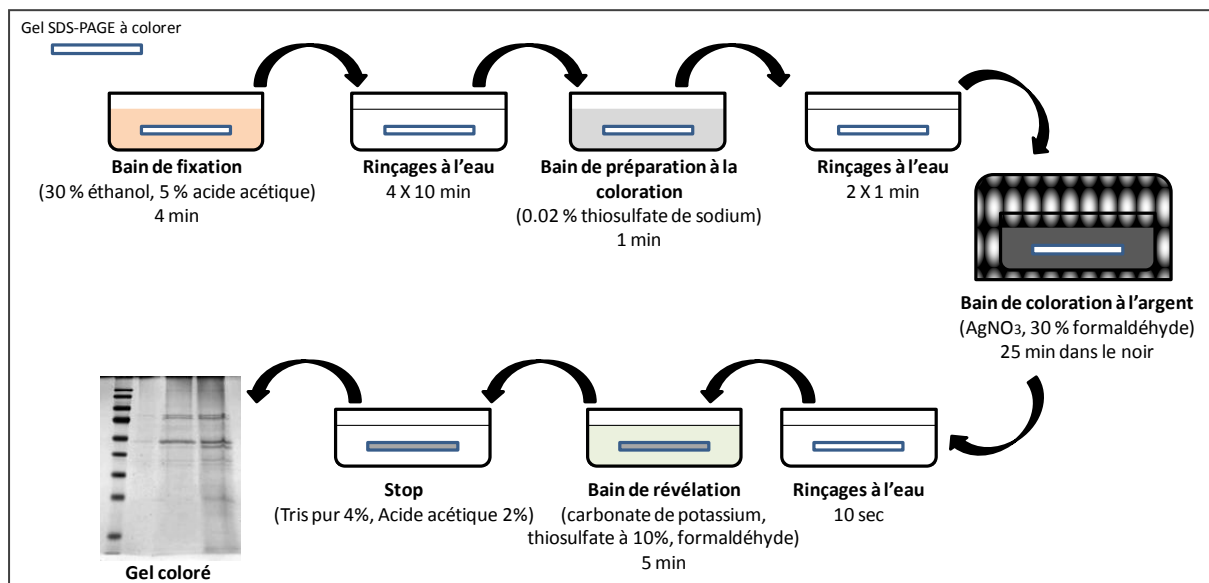 Gel SDS-PAGE à colorer
Bain de fixation
(30 % éthanol, 5 % acide acétique)
4 min
Rinçages à l'eau
4 X 10 min
Bain de préparation à la
coloration
(0.02 % thiosulfate de sodium)
1 min
Rinçages à l'eau
2 X 1 min
Bain de coloration à l'argent
(AgNO3, 30 % formaldéhyde)
25 min dans le noir
Rinçages à l'eau
10 sec
Bain de révélation
(carbonate de potassium,
thiosulfate à 10%, formaldéhyde)
5 min
Stop
(Tris pur 4%, Acide acétique 2%)
Gel coloré